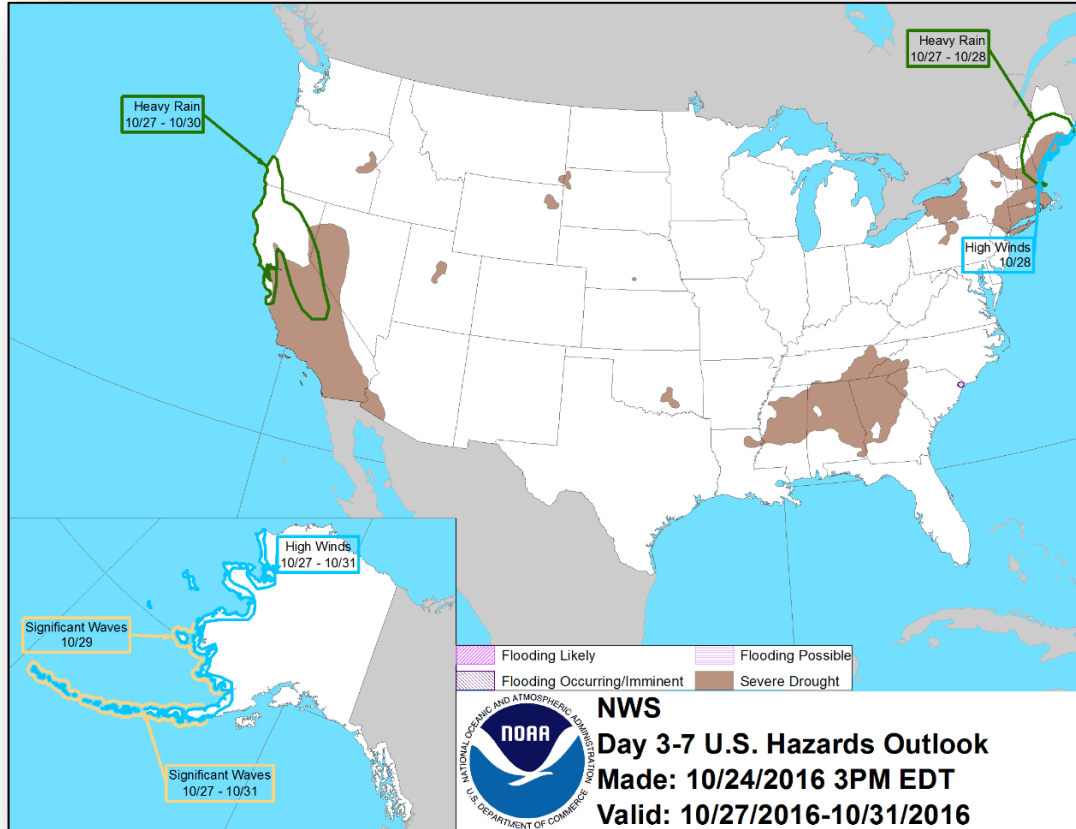 Heavy Rain
10/27 - 10/28
Heavy Rain
10/27 - 10/30
High Winds
10/28
High Winds
10/27 - 10/31
Significant Waves
10/29
Significant Waves
10/27 - 10/31
Flooding Likely
Flooding Possible
Flooding Occurring/Imminent
Severe Drought
NATIONAL OCEANIC AND ATMOSPHERIC ADMINISTRATION
NOAA
U.S. DEPARTMENT OF COMMERCE
NWS
Day 3-7 U.S. Hazards Outlook
Made: 10/24/2016 3PM EDT
Valid: 10/27/2016-10/31/2016